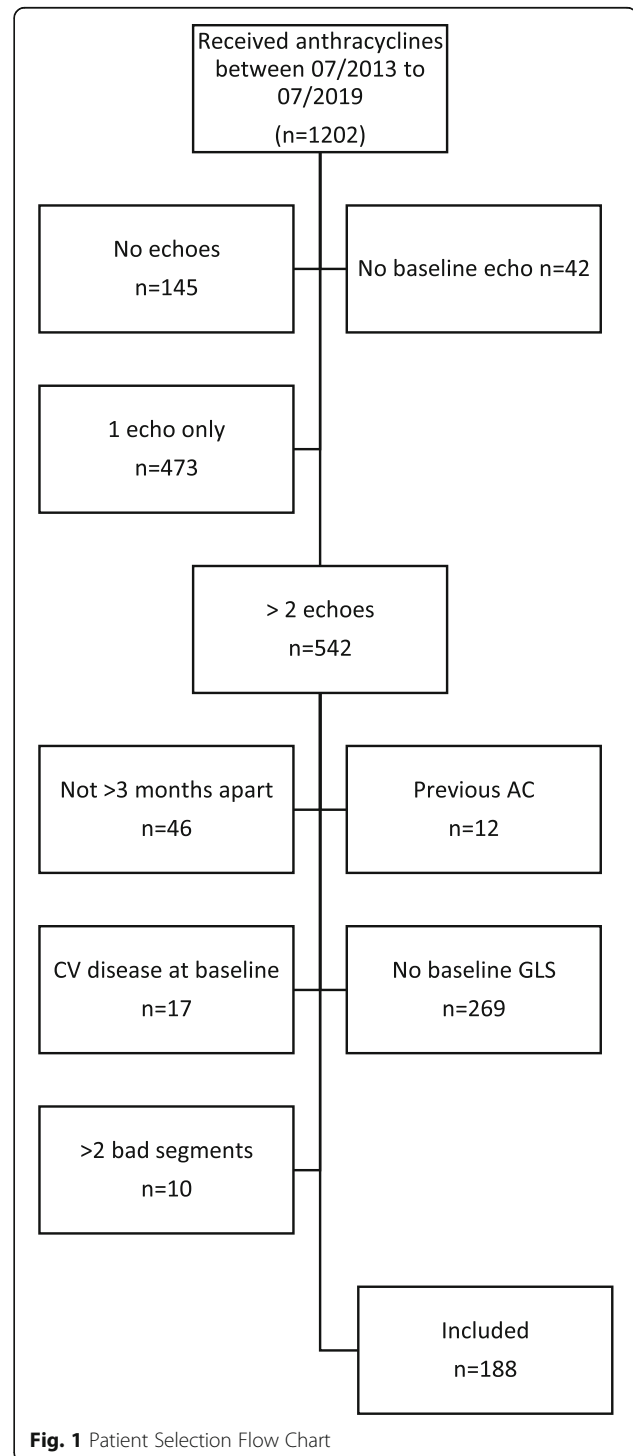 Received anthracyclines
between 07/2013 to
07/2019
(n=1202)
No echoes
n=145
No baseline echo n=42
1 echo only
n=473
> 2 echoes
n=542
Not >3 months apart
n=46
Previous AC
n=12
CV disease at baseline
n=17
No baseline GLS
n=269
>2 bad segments
n=10
Included
n=188
Fig. 1 Patient Selection Flow Chart